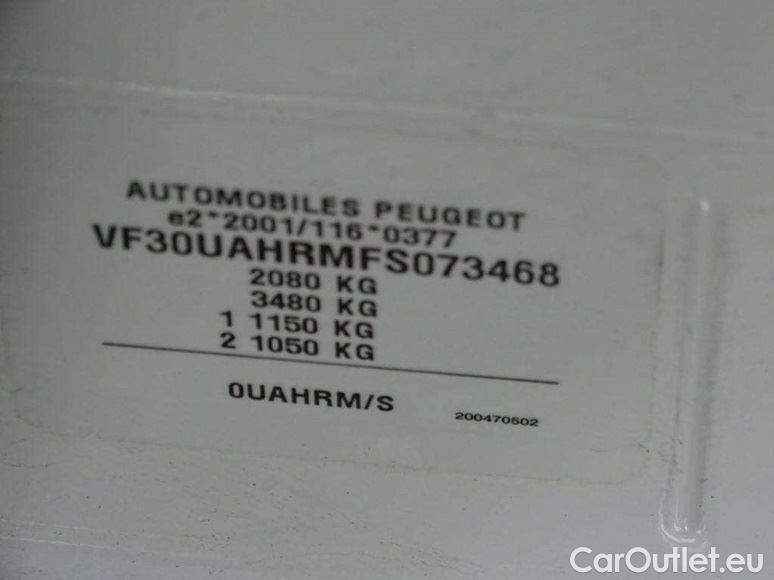 AUTOMOBILES PEUGEOT
e2*2001/116*0377
VF30UAHRMFS073468
2080 KG
3480 KG
1 1150 KG
2 1050 KG
0UAHRM/S
200470502
CarOutlet.eu